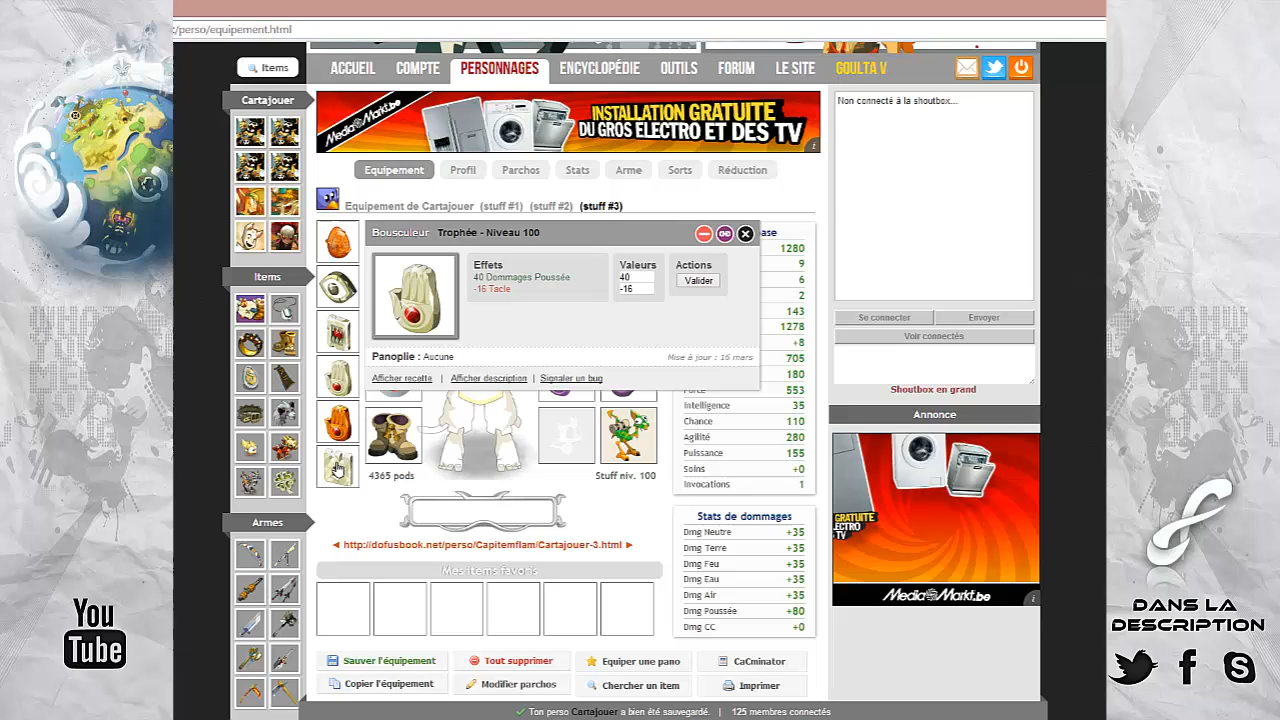 :/perso/equipement.html
Items
ACCUEIL COMPTE PERSONNAGES ENCYCLOPÉDIE OUTILS FORUM LE SITE GOULTA V
Cartajouer
Non connecté à la shoutbox....
MediaMarkt.be
INSTALLATION GRATUITE
DU GROS ELECTRO ET DES TV
Equipement Profil Parchos Stats Arme Sorts Réduction
Equipement de Cartajouer (stuff #1) (stuff #2) (stuff #3)
Bousculeur Trophée - Niveau 100
Effets Valeurs Actions
40 Dommages Poussée 40 Valider
-16 Tacle -16
Panoplie : Aucune Mise à jour : 16 mars
Afficher recette | Afficher description | Signaler un bug
base
1280
9
6
2
143
1278
+8
705
180
553
Intelligence 35
Chance 110
Agilité 280
Puissance 155
Soins +0
Invocations 1
4365 pods Stuff niv. 100
Items
Se connecter Envoyer
Voir connectés
Shoutbox en grand
Annonce
GRATUITE
MediaMarkt.be
Armes
Stats de dommages
Dmg Neutre +35
Dmg Terre +35
Dmg Feu +35
Dmg Eau +35
Dmg Air +35
Dmg Poussée +80
Dmg CC +0
◄ http://dofusbook.net/perso/Capitemflam/Cartajouer-3.html ►
Mes items favoris
Sauver l'équipement Tout supprimer Equiper une pano CaCminator
Copier l'équipement Modifier parchos Chercher un item Imprimer
Ton perso Cartajouer a bien été sauvegardé. | 125 membres connectés
You
Tube
DANS LA
DESCRIPTION